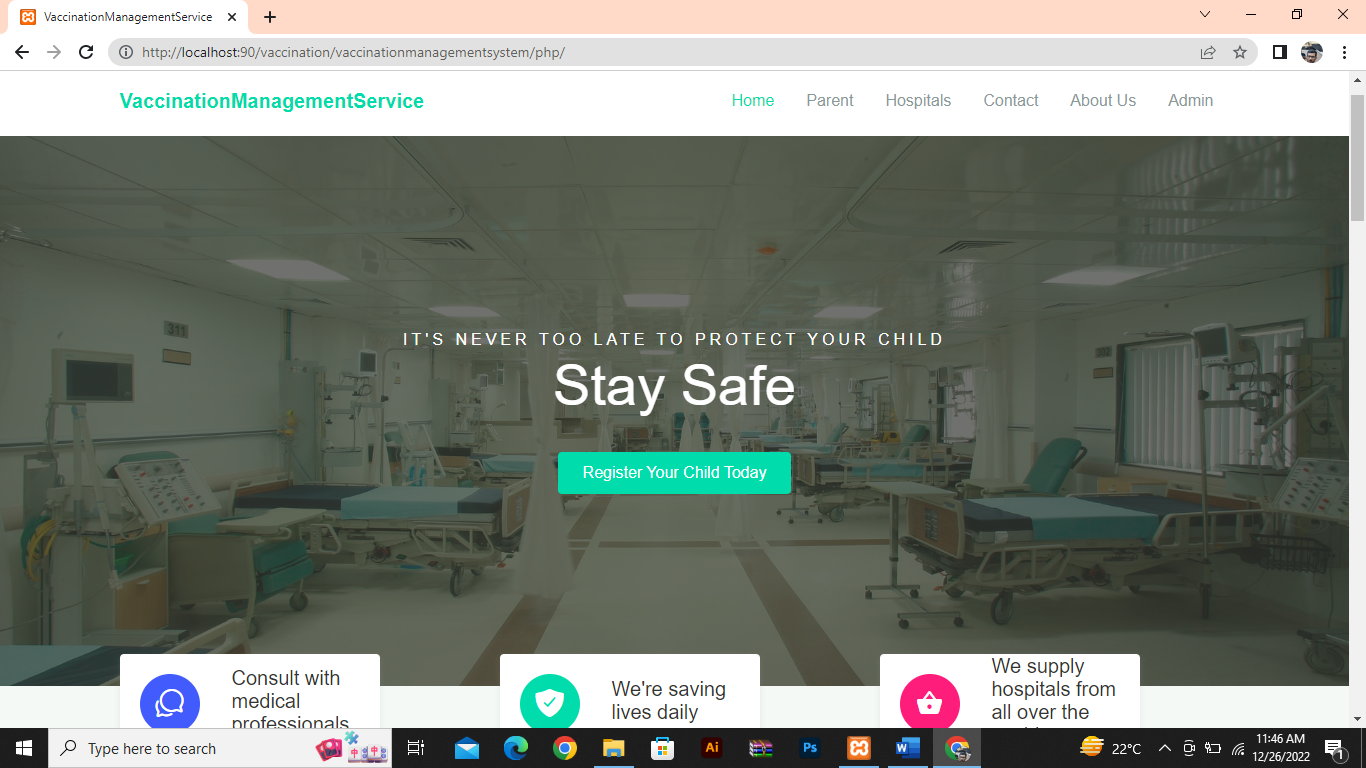 VaccinationManagementService
http://localhost:90/vaccination/vaccinationmanagementsystem/php/
VaccinationManagementService
Home Parent Hospitals Contact About Us Admin
311
IT'S NEVER TOO LATE TO PROTECT YOUR CHILD
Stay Safe
Register Your Child Today
Consult with
medical
professionals
We're saving
lives daily
We supply
hospitals from
all over the
Type here to search
Ai
Ps
W
22°C
11:46 AM
12/26/2022
1